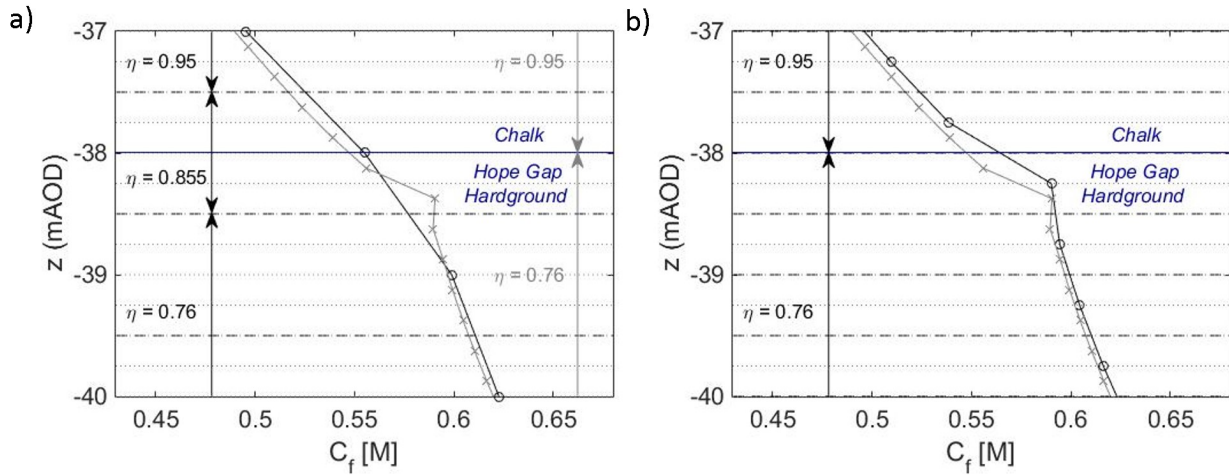 a)
-37
-38
-39
-40
z (mAOD)
η = 0.95
η = 0.855
η = 0.76
η = 0.95
Chalk
Hope Gap
Hardground
η = 0.76
0.45 0.5 0.55 0.6 0.65
C_f [M]
b)
-37
-38
-39
-40
z (mAOD)
η = 0.95
η = 0.76
Chalk
Hope Gap
Hardground
0.45 0.5 0.55 0.6 0.65
C_f [M]